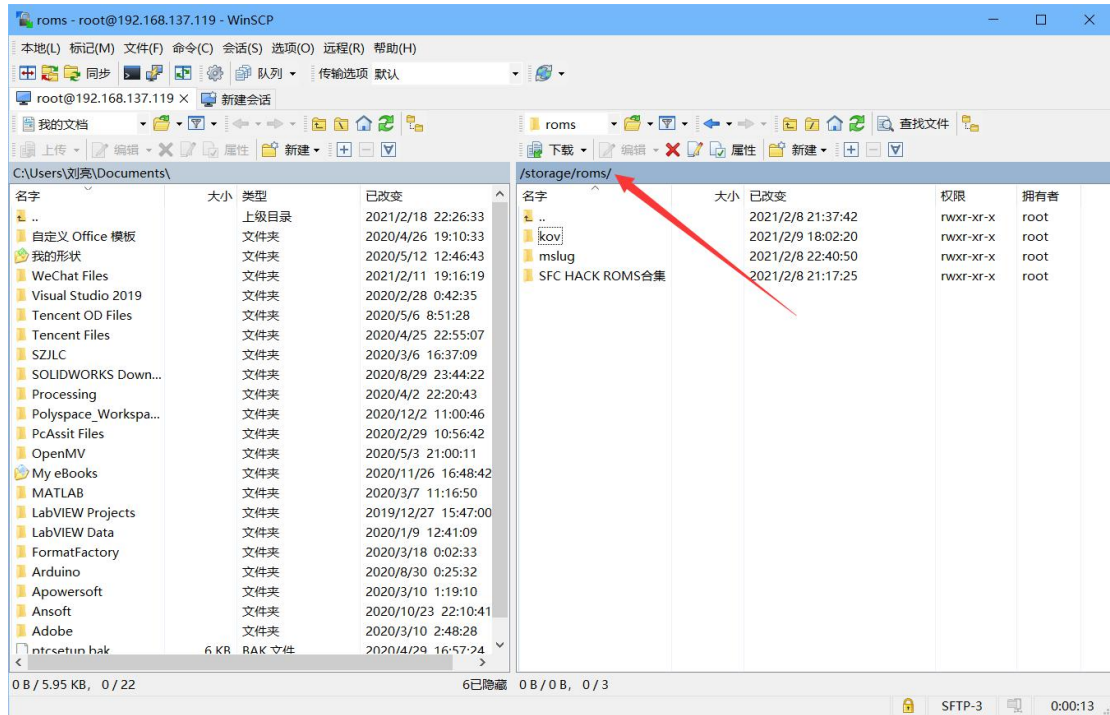 roms - root@192.168.137.119 - WinSCP
本地(L) 标记(M) 文件(F) 命令(C) 会话(S) 选项(O) 远程(R) 帮助(H)
同步 队列 传输选项 默认
root@192.168.137.119 × 新建会话
我的文档 roms 查找文件
上传 编辑 属性 新建 下载 编辑 属性 新建
C:\Users\刘亮\Documents\ /storage/roms/
名字 大小 类型 已改变 名字 大小 已改变 权限 拥有者
.. 上级目录 2021/2/18 22:26:33 .. 2021/2/8 21:37:42 rwxr-xr-x root
自定义 Office 模板 文件夹 2020/4/26 19:10:33 kov 2021/2/9 18:02:20 rwxr-xr-x root
我的形状 文件夹 2020/5/12 12:46:43 mslug 2021/2/8 22:40:50 rwxr-xr-x root
WeChat Files 文件夹 2021/2/11 19:16:19 SFC HACK ROMS合集 2021/2/8 21:17:25 rwxr-xr-x root
Visual Studio 2019 文件夹 2020/2/28 0:42:35
Tencent OD Files 文件夹 2020/5/6 8:51:28
Tencent Files 文件夹 2020/4/25 22:55:07
SZJLC 文件夹 2020/3/6 16:37:09
SOLIDWORKS Down... 文件夹 2020/8/29 23:44:22
Processing 文件夹 2020/4/2 22:20:43
Polyspace_Workspa... 文件夹 2020/12/2 11:00:46
PcAssit Files 文件夹 2020/2/29 10:56:42
OpenMV 文件夹 2020/5/3 21:00:11
My eBooks 文件夹 2020/11/26 16:48:42
MATLAB 文件夹 2020/3/7 11:16:50
LabVIEW Projects 文件夹 2019/12/27 15:47:00
LabVIEW Data 文件夹 2020/1/9 12:41:09
FormatFactory 文件夹 2020/3/18 0:02:33
Arduino 文件夹 2020/8/30 0:25:32
Apowersoft 文件夹 2020/3/10 1:19:10
Ansoft 文件夹 2020/10/23 22:10:41
Adobe 文件夹 2020/3/10 2:48:28
ptcsetup.bak 6 KB BAK 文件 2020/4/29 16:57:24
0 B / 5.95 KB, 0 / 22 6已隐藏 0 B / 0 B, 0 / 3
SFTP-3 0:00:13